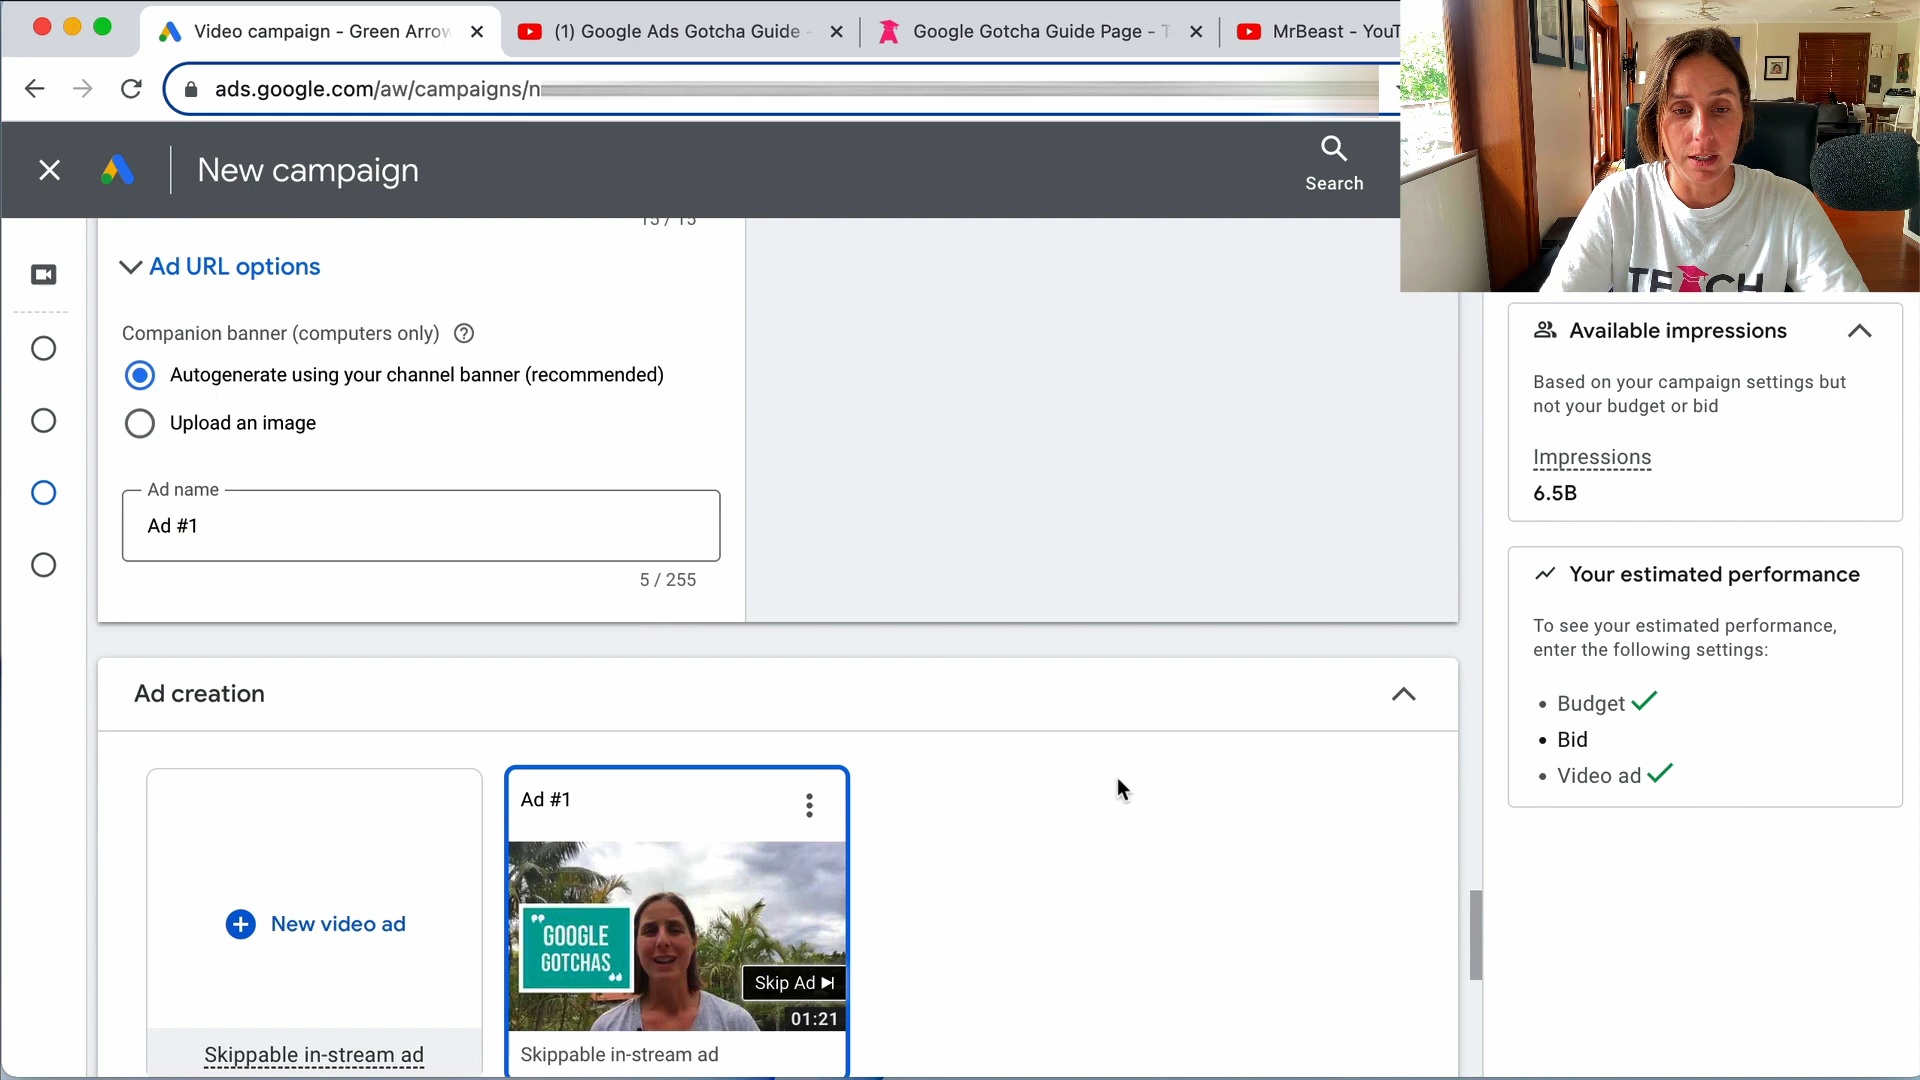 Video campaign - Green Arrow
(1) Google Ads Gotcha Guide -
Google Gotcha Guide Page - T
MrBeast - YouT
ads.google.com/aw/campaigns/n
New campaign
Search
TEACH
15 / 15
Ad URL options
Companion banner (computers only)
Autogenerate using your channel banner (recommended)
Upload an image
Ad name
Ad #1
5 / 255
Ad creation
New video ad
Skippable in-stream ad
Ad #1
"GOOGLE
GOTCHAS"
Skip Ad
01:21
Skippable in-stream ad
Available impressions
Based on your campaign settings but
not your budget or bid
Impressions
6.5B
Your estimated performance
To see your estimated performance,
enter the following settings:
• Budget
• Bid
• Video ad